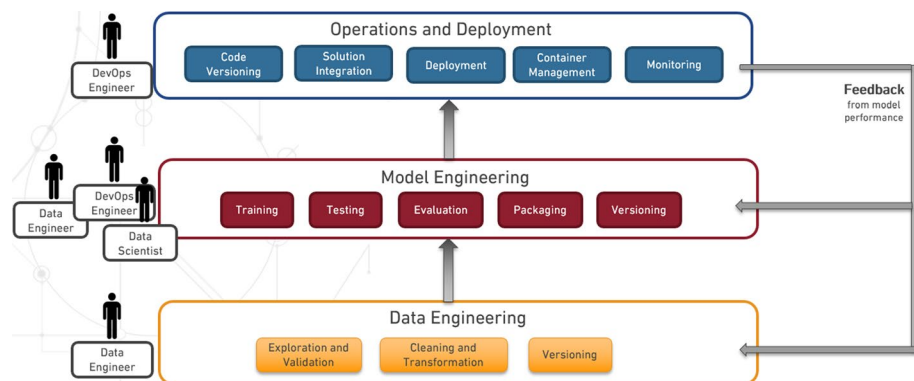 Operations and Deployment
Code
Versioning
Solution
Integration
Deployment
Container
Management
Monitoring
DevOps
Engineer
Feedback
from model
performance
Model Engineering
Training
Testing
Evaluation
Packaging
Versioning
Data
Engineer
DevOps
Engineer
Data
Scientist
Data Engineering
Exploration and
Validation
Cleaning and
Transformation
Versioning
Data
Engineer